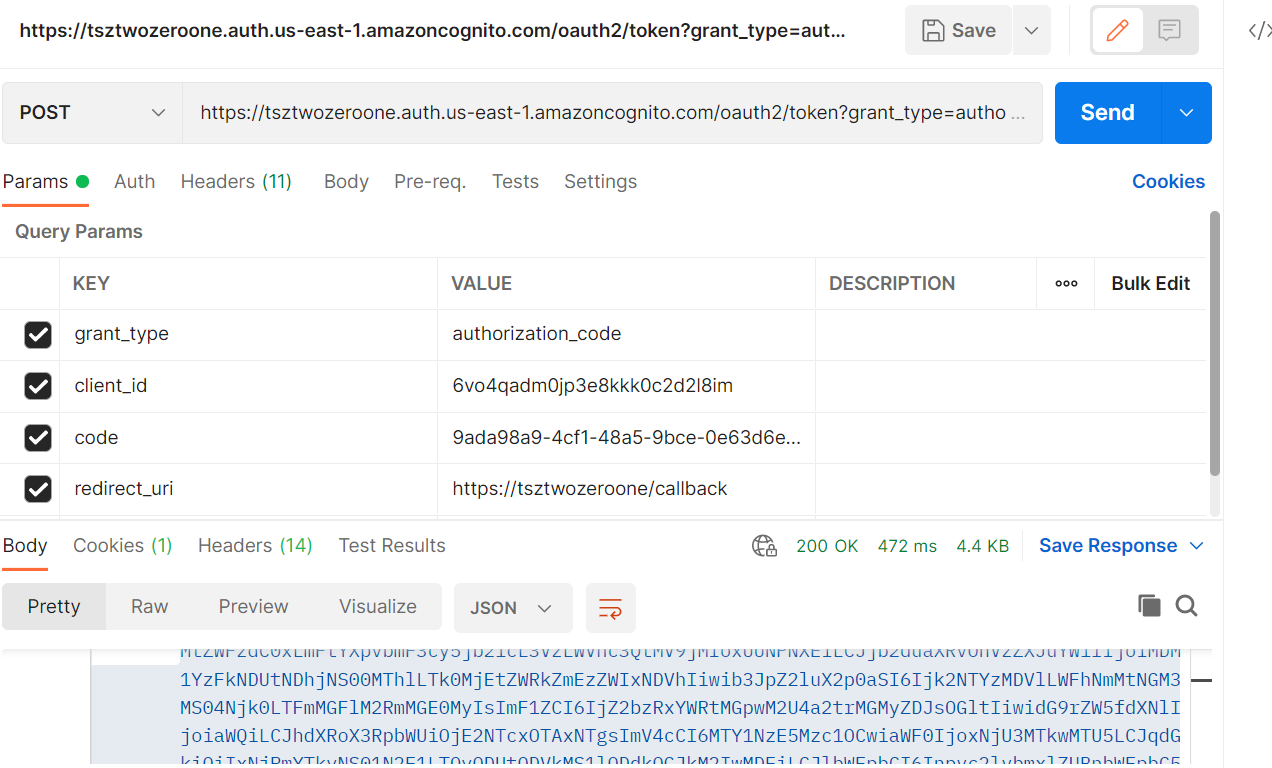 https://tsztwozeroone.auth.us-east-1.amazoncognito.com/oauth2/token?grant_type=aut...
Save
POST
https://tsztwozeroone.auth.us-east-1.amazoncognito.com/oauth2/token?grant_type=autho ...
Send
Params
Auth
Headers (11)
Body
Pre-req.
Tests
Settings
Cookies
Query Params
KEY
VALUE
DESCRIPTION
Bulk Edit
grant_type
authorization_code
client_id
6vo4qadm0jp3e8kkk0c2d2l8im
code
9ada98a9-4cf1-48a5-9bce-0e63d6e...
redirect_uri
https://tsztwozeroone/callback
Body
Cookies (1)
Headers (14)
Test Results
200 OK
472 ms
4.4 KB
Save Response
Pretty
Raw
Preview
Visualize
JSON
1YzFkNDUtNDhjNS00MThlLTk0MjEtZWRkZmEzZWIxNDVhIiwib3JpZ2luX2p0aSI6Ijk2NTYzMDVlLWFhNmMtNGM3
MS04Njk0LTFmMGFlM2RmMGE0MyIsImF1ZCI6IjZ2bzRxYWRtMGpwM2U4a2trMGMyZDJsOGltIiwidG9rZW5fdXNlI
joiaWQiLCJhdXRoX3RpbWUiOjE2NTcxOTAxNTgsImV4cCI6MTY1NzE5Mzc1OCwiaWF0IjoxNjU3MTkwMTU5LCJqdG